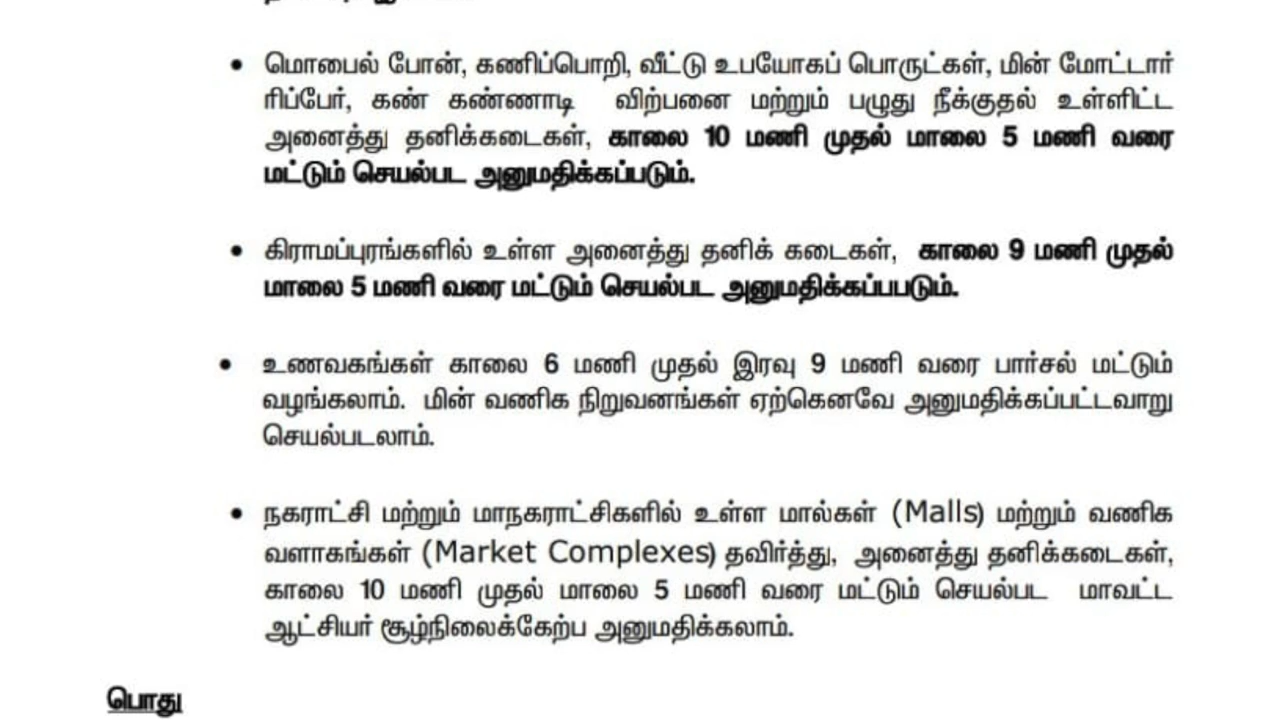 • மொபைல் போன், கணிப்பொறி, வீட்டு உபயோகப் பொருட்கள், மின் மோட்டார்
ரிப்பேர், கண் கண்ணாடி விற்பனை மற்றும் பழுது நீக்குதல் உள்ளிட்ட
அனைத்து தனிக்கடைகள், காலை 10 மணி முதல் மாலை 5 மணி வரை
மட்டும் செயல்பட அனுமதிக்கப்படும்.
• கிராமப்புரங்களில் உள்ள அனைத்து தனிக் கடைகள், காலை 9 மணி முதல்
மாலை 5 மணி வரை மட்டும் செயல்பட அனுமதிக்கப்பபடும்.
• உணவகங்கள் காலை 6 மணி முதல் இரவு 9 மணி வரை பார்சல் மட்டும்
வழங்கலாம். மின் வணிக நிறுவனங்கள் ஏற்கெனவே அனுமதிக்கப்பட்டவாறு
செயல்படலாம்.
• நகராட்சி மற்றும் மாநகராட்சிகளில் உள்ள மால்கள் (Malls) மற்றும் வணிக
வளாகங்கள் (Market Complexes) தவிர்த்து, அனைத்து தனிக்கடைகள்,
காலை 10 மணி முதல் மாலை 5 மணி வரை மட்டும் செயல்பட மாவட்ட
ஆட்சியர் சூழ்நிலைக்கேற்ப அனுமதிக்கலாம்.
பொது